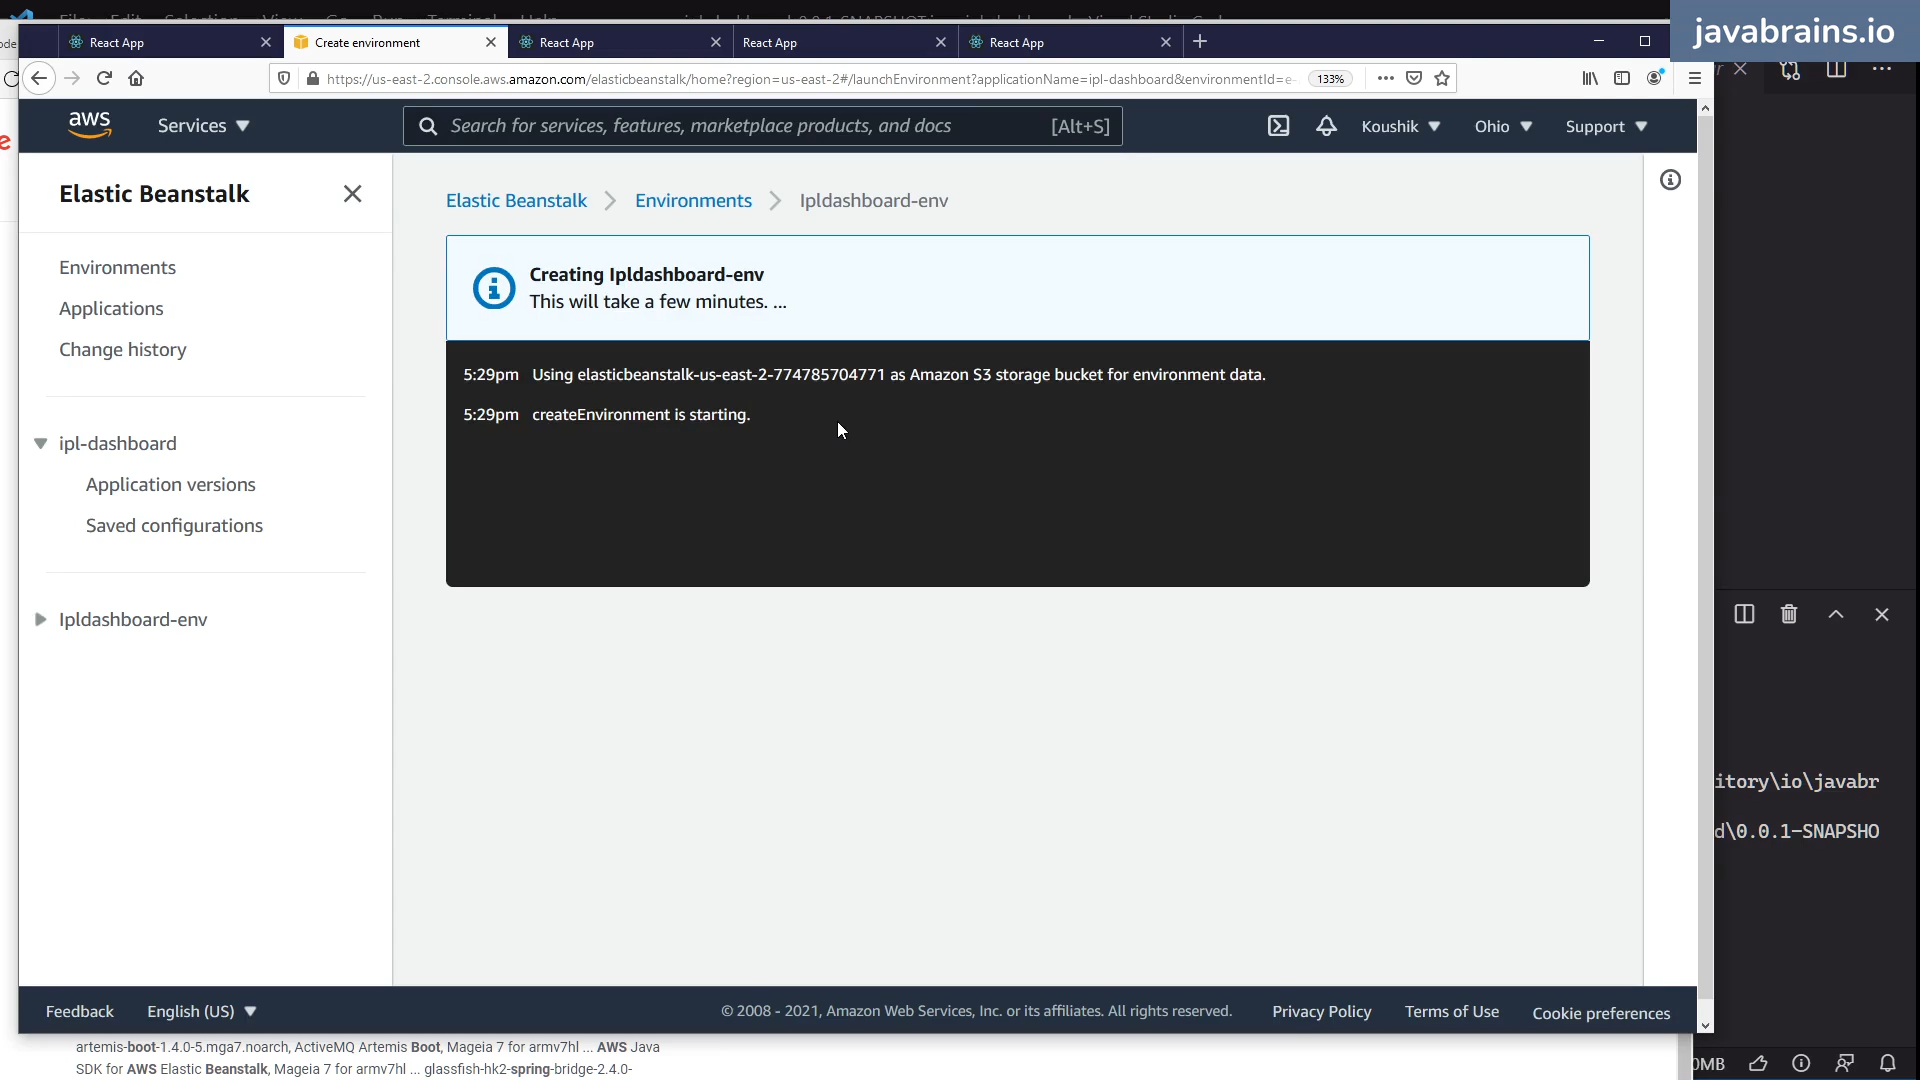 javabrains.io
React App
Create environment
React App
React App
React App
https://us-east-2.console.aws.amazon.com/elasticbeanstalk/home?region=us-east-2#/launchEnvironment?applicationName=ipl-dashboard&environmentId=e-
133%
aws
Services
Search for services, features, marketplace products, and docs
[Alt+S]
Koushik
Ohio
Support
Elastic Beanstalk
Environments
Applications
Change history
ipl-dashboard
Application versions
Saved configurations
Ipldashboard-env
Elastic Beanstalk
Environments
Ipldashboard-env
Creating Ipldashboard-env
This will take a few minutes. ...
5:29pm Using elasticbeanstalk-us-east-2-774785704771 as Amazon S3 storage bucket for environment data.
5:29pm createEnvironment is starting.
itory\io\javabr
d\0.0.1-SNAPSHO
Feedback
English (US)
© 2008 - 2021, Amazon Web Services, Inc. or its affiliates. All rights reserved.
Privacy Policy
Terms of Use
Cookie preferences
artemis-boot-1.4.0-5.mga7.noarch, ActiveMQ Artemis Boot, Mageia 7 for armv7hl ... AWS Java
SDK for AWS Elastic Beanstalk, Mageia 7 for armv7hl ... glassfish-hk2-spring-bridge-2.4.0-
0MB